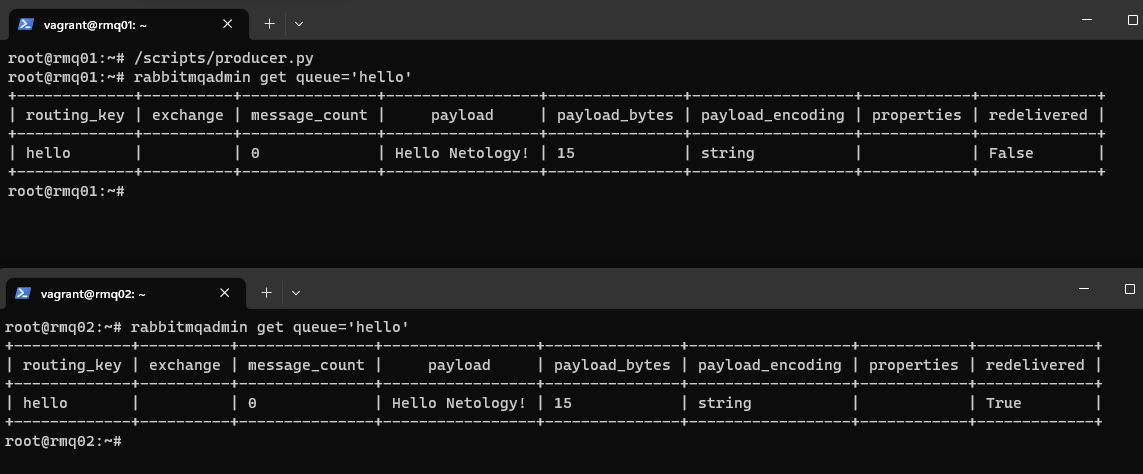 vagrant@rmq01: ~
root@rmq01:~# /scripts/producer.py
root@rmq01:~# rabbitmqadmin get queue='hello'
+-------------+----------+---------------+-----------------+---------------+------------------+------------+-------------+
| routing_key | exchange | message_count |     payload     | payload_bytes | payload_encoding | properties | redelivered |
+-------------+----------+---------------+-----------------+---------------+------------------+------------+-------------+
| hello       |          | 0             | Hello Netology! | 15            | string           |            | False       |
+-------------+----------+---------------+-----------------+---------------+------------------+------------+-------------+
root@rmq01:~#
vagrant@rmq02: ~
root@rmq02:~# rabbitmqadmin get queue='hello'
+-------------+----------+---------------+-----------------+---------------+------------------+------------+-------------+
| routing_key | exchange | message_count |     payload     | payload_bytes | payload_encoding | properties | redelivered |
+-------------+----------+---------------+-----------------+---------------+------------------+------------+-------------+
| hello       |          | 0             | Hello Netology! | 15            | string           |            | True        |
+-------------+----------+---------------+-----------------+---------------+------------------+------------+-------------+
root@rmq02:~#